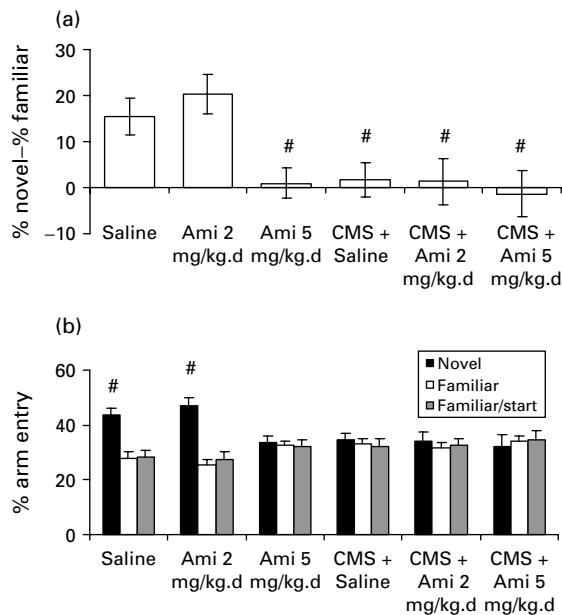 (a)
% novel–% familiar
30
20
10
0
−10
# # # #
Saline Ami 2 Ami 5 CMS + CMS + CMS +
mg/kg.d mg/kg.d Saline Ami 2 Ami 5
mg/kg.d mg/kg.d
(b)
% arm entry
60
40
20
0
# #
Novel
Familiar
Familiar/start
Saline Ami 2 Ami 5 CMS + CMS + CMS +
mg/kg.d mg/kg.d Saline Ami 2 Ami 5
mg/kg.d mg/kg.d